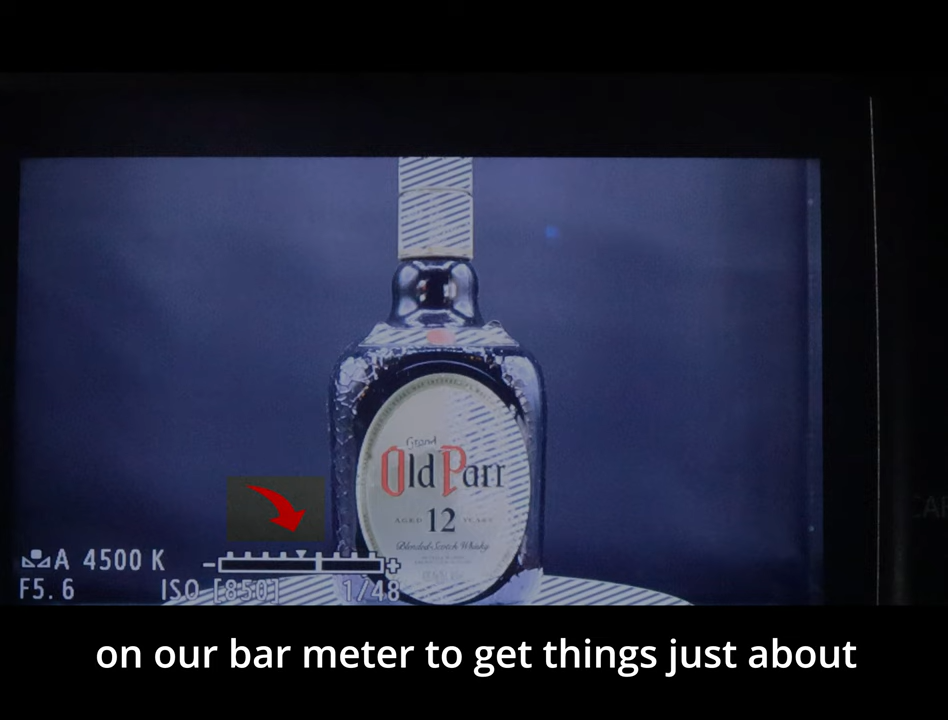 Grand
Old Parr
AGED 12 YEARS
Blended Scotch Whisky
A 4500 K
- +
F5.6 ISO [850] 1/48
on our bar meter to get things just about